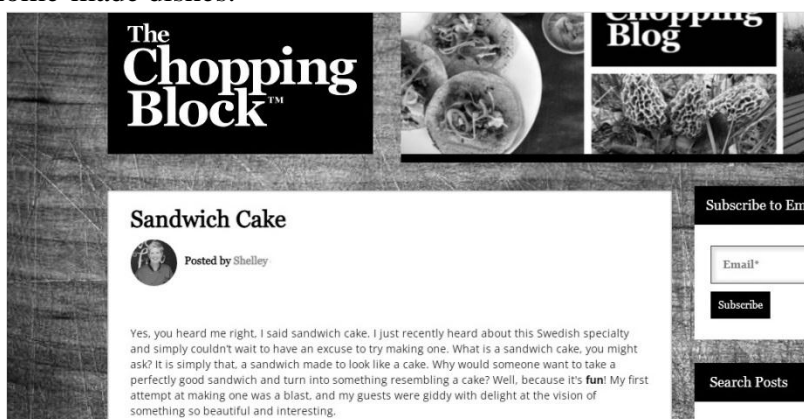 The
Chopping
Block™
Blog
Sandwich Cake
Posted by Shelley
Yes, you heard me right, I said sandwich cake. I just recently heard about this Swedish specialty
and simply couldn't wait to have an excuse to try making one. What is a sandwich cake, you might
ask? It is simply that, a sandwich made to look like a cake. Why would someone want to take a
perfectly good sandwich and turn into something resembling a cake? Well, because it's fun! My first
attempt at making one was a blast, and my guests were giddy with delight at the vision of
something so beautiful and interesting.
Subscribe to Em
Email*
Subscribe
Search Posts